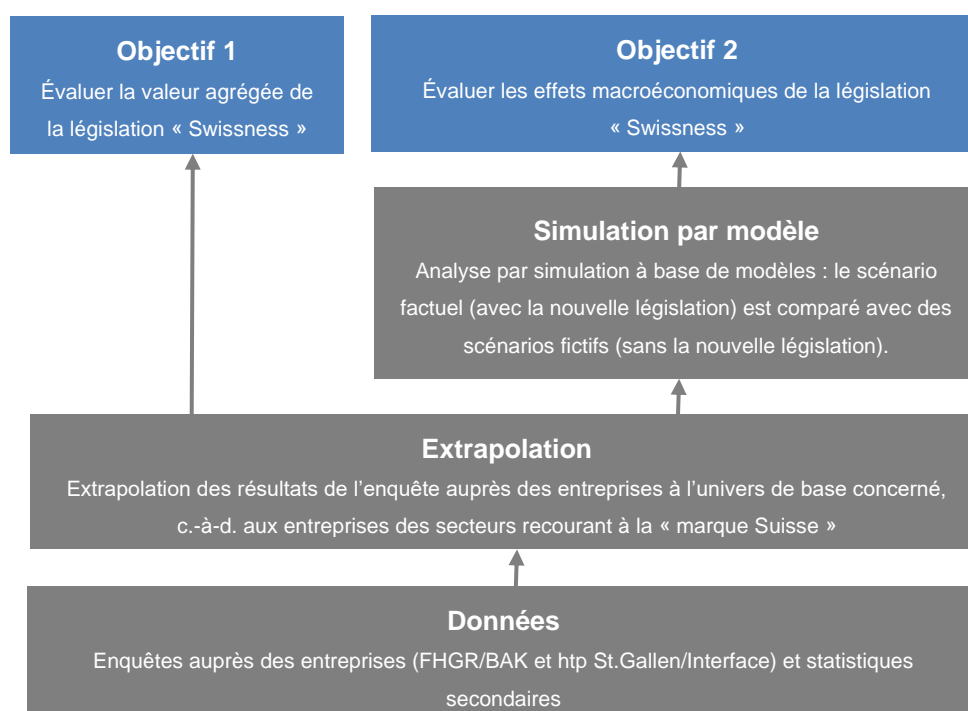 Objectif 1
Évaluer la valeur agrégée de
la législation « Swissness »
Objectif 2
Évaluer les effets macroéconomiques de la législation
« Swissness »
Simulation par modèle
Analyse par simulation à base de modèles : le scénario
factuel (avec la nouvelle législation) est comparé avec des
scénarios fictifs (sans la nouvelle législation).
Extrapolation
Extrapolation des résultats de l’enquête auprès des entreprises à l’univers de base concerné,
c.-à-d. aux entreprises des secteurs recourant à la « marque Suisse »
Données
Enquêtes auprès des entreprises (FHGR/BAK et htp St.Gallen/Interface) et statistiques
secondaires